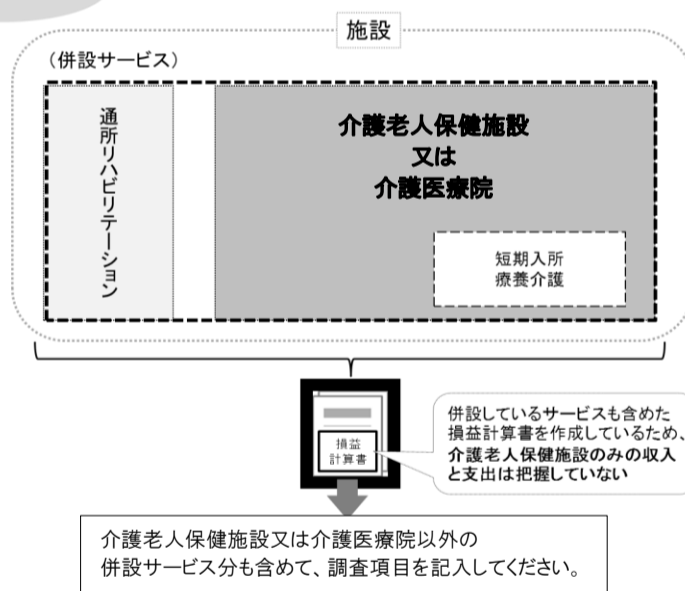 施設
（併設サービス）
通所リハビリテーション
介護老人保健施設
又は
介護医療院
短期入所
療養介護
損益
計算書
併設しているサービスも含めた
損益計算書を作成しているため、
介護老人保健施設のみの収入
と支出は把握していない
介護老人保健施設又は介護医療院以外の
併設サービス分も含めて、調査項目を記入してください。